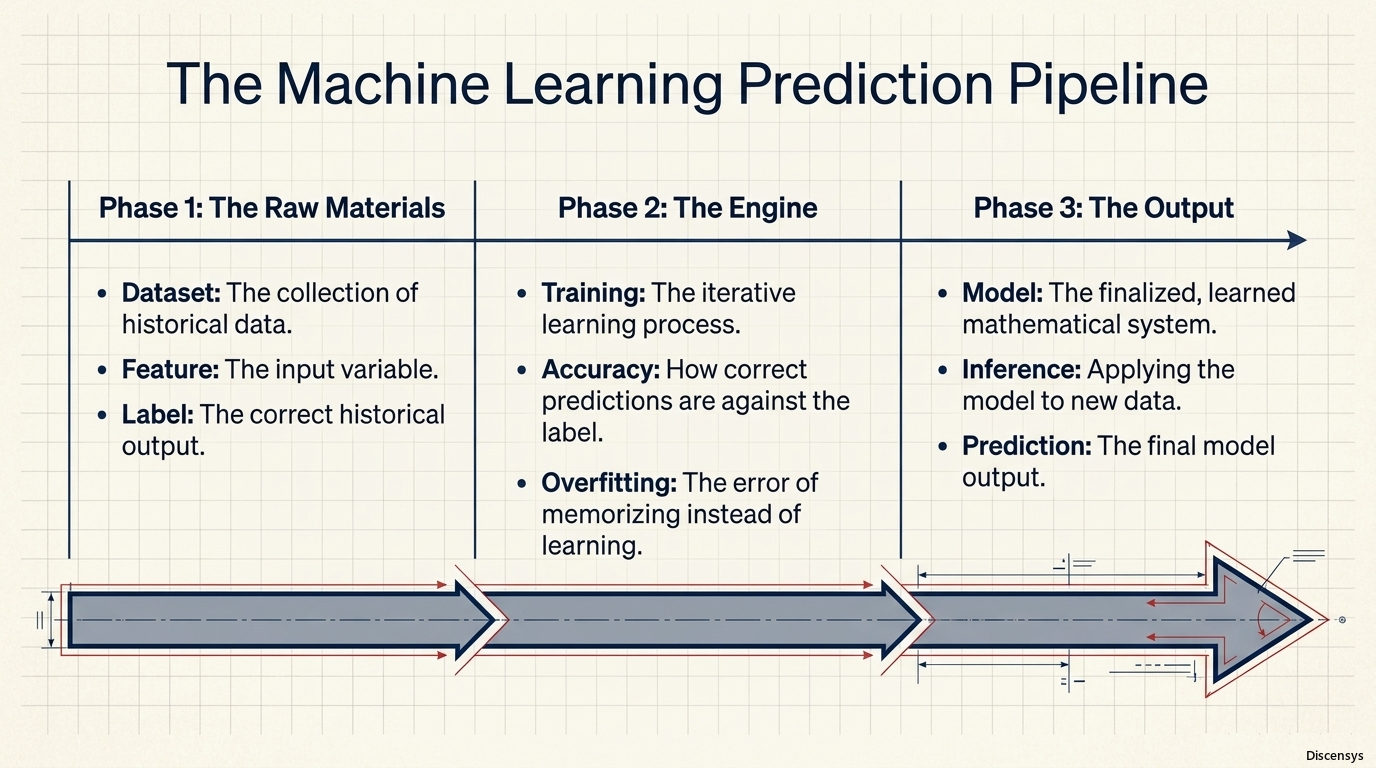 The Machine Learning Prediction Pipeline
Phase 1: The Raw Materials
• Dataset: The collection of
historical data.
• Feature: The input variable.
• Label: The correct historical
output.
Phase 2: The Engine
• Training: The iterative
learning process.
• Accuracy: How correct
predictions are against the
label.
• Overfitting: The error of
memorizing instead of
learning.
Phase 3: The Output
• Model: The finalized, learned
mathematical system.
• Inference: Applying the
model to new data.
• Prediction: The final model
output.
Discensys